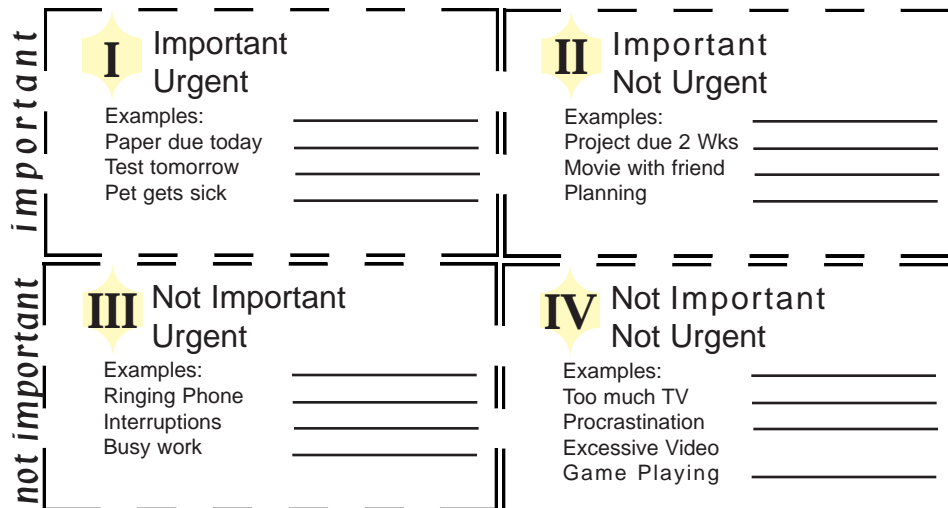 important
I
Important
Urgent
Examples:
Paper due today
Test tomorrow
Pet gets sick
II
Important
Not Urgent
Examples:
Project due 2 Wks
Movie with friend
Planning
not important
III
Not Important
Urgent
Examples:
Ringing Phone
Interruptions
Busy work
IV
Not Important
Not Urgent
Examples:
Too much TV
Procrastination
Excessive Video
Game Playing